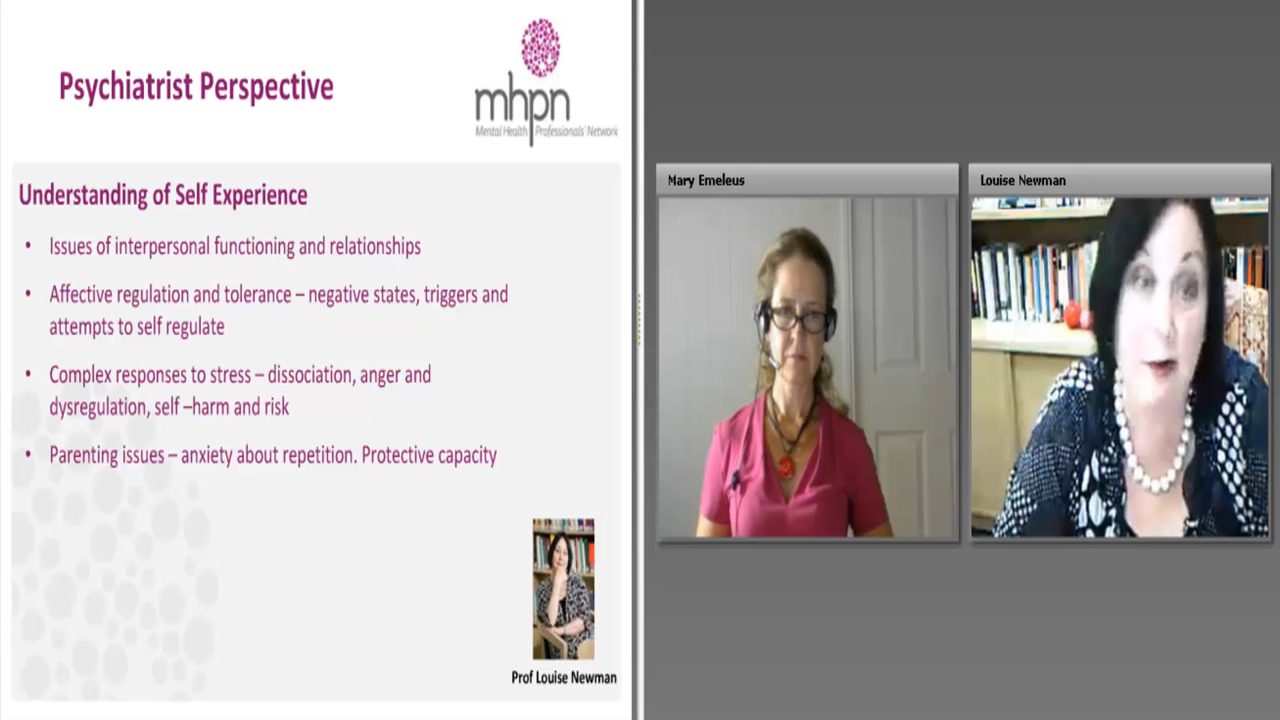 Psychiatrist Perspective
mhpn
Mental Health Professionals' Network
Understanding of Self Experience
• Issues of interpersonal functioning and relationships
• Affective regulation and tolerance – negative states, triggers and
attempts to self regulate
• Complex responses to stress – dissociation, anger and
dysregulation, self –harm and risk
• Parenting issues – anxiety about repetition. Protective capacity
Prof Louise Newman
Mary Emeleus
Louise Newman